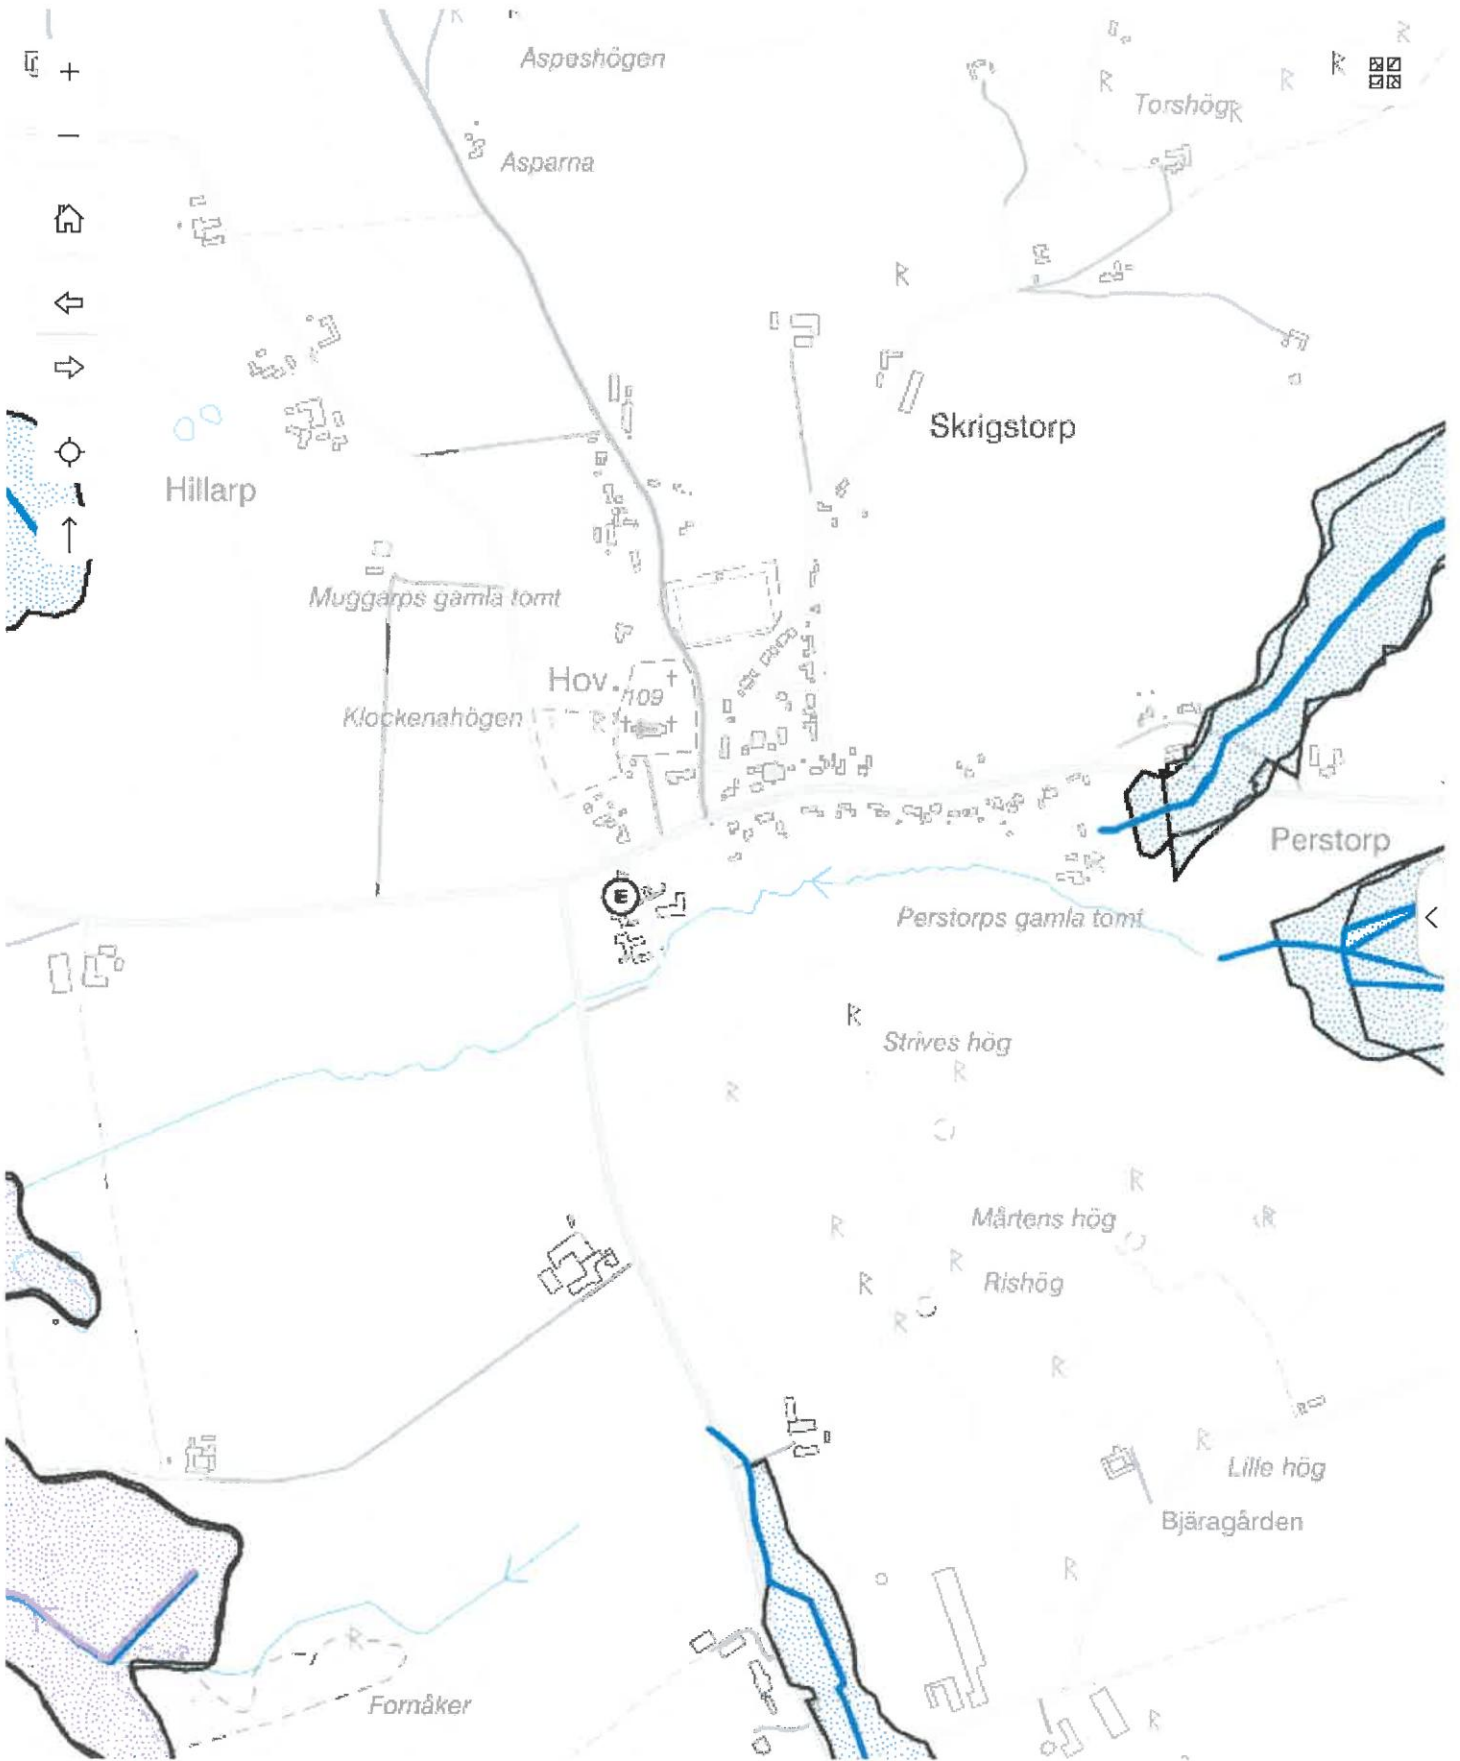 Aspeshögen
Torshög
Asparna
Skrigstorp
Hillarp
Muggarps gamla tomt
Hov
109
Klockenahögen
Perstorp
E
Perstorps gamla tomt
R
Strives hög
R
R
R
Mårtens hög
R
R
R
Rishög
R
R
R
R
Lille hög
Bjäragården
R
R
Fornåker
R